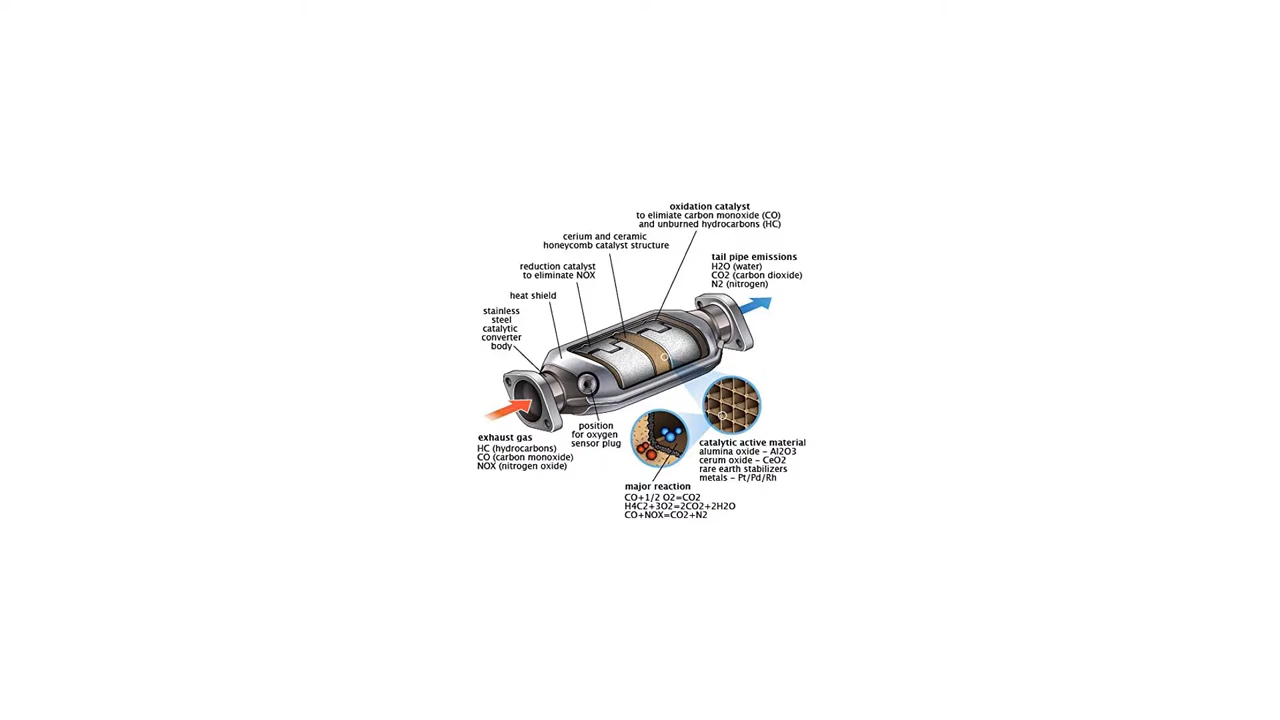 oxidation catalyst
to elimiate carbon monoxide (CO)
and unburned hydrocarbons (HC)
cerium and ceramic
honeycomb catalyst structure
tail pipe emissions
H2O (water)
CO2 (carbon dioxide)
N2 (nitrogen)
reduction catalyst
to eliminate NOX
heat shield
stainless
steel
catalytic
converter
body
position
for oxygen
sensor plug
exhaust gas
HC (hydrocarbons)
CO (carbon monoxide)
NOX (nitrogen oxide)
catalytic active material
alumina oxide - Al2O3
cerum oxide - CeO2
rare earth stabilizers
metals - Pt/Pd/Rh
major reaction
CO+1/2 O2=CO2
H4C2+3O2=2CO2+2H2O
CO+NOX=CO2+N2